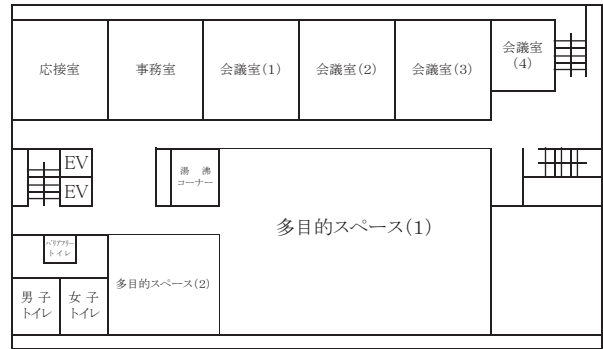 応接室
事務室
会議室(1)
会議室(2)
会議室(3)
会議室
(4)
EV
EV
湯 沸
コーナー
多目的スペース(1)
バリアフリー
トイレ
多目的スペース(2)
男 子
トイレ
女 子
トイレ